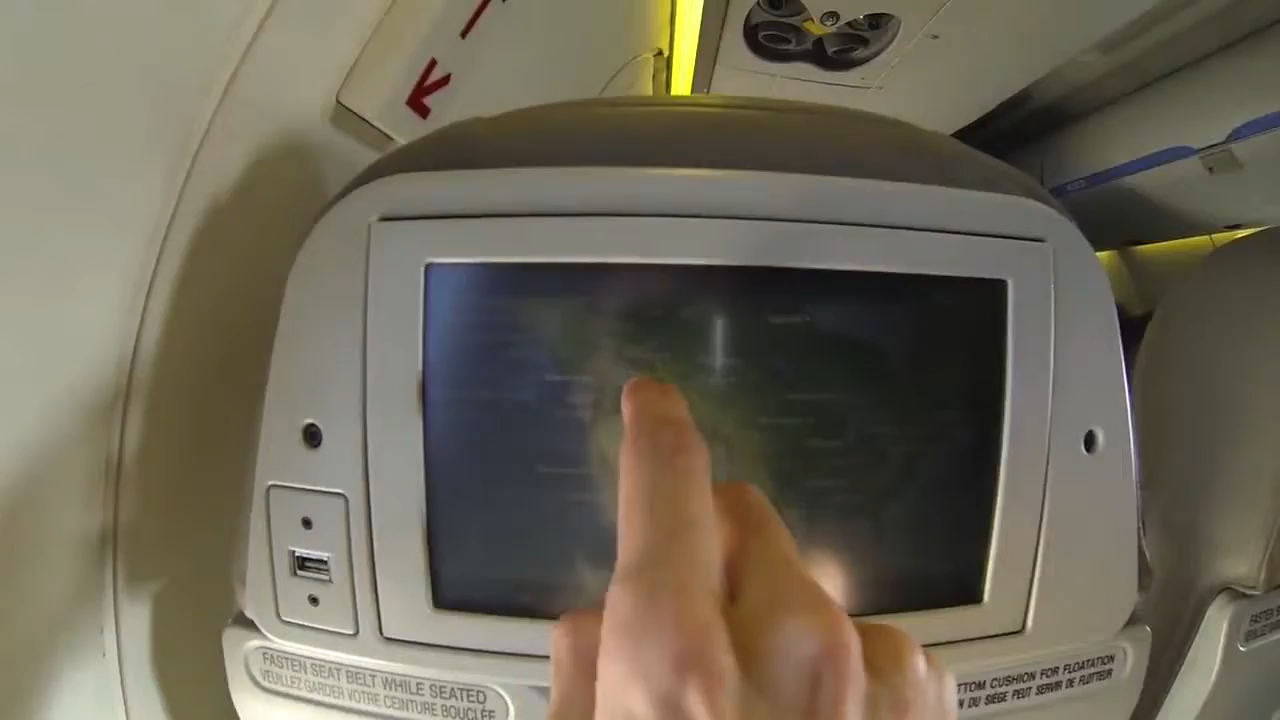 FASTEN SEAT BELT WHILE SEATED
VEUILLEZ GARDER VOTRE CEINTURE BOUCLÉE
TTOM CUSHION FOR FLOATATION
N DU SIÈGE PEUT SERVIR DE FLOTTEUR
FASTEN